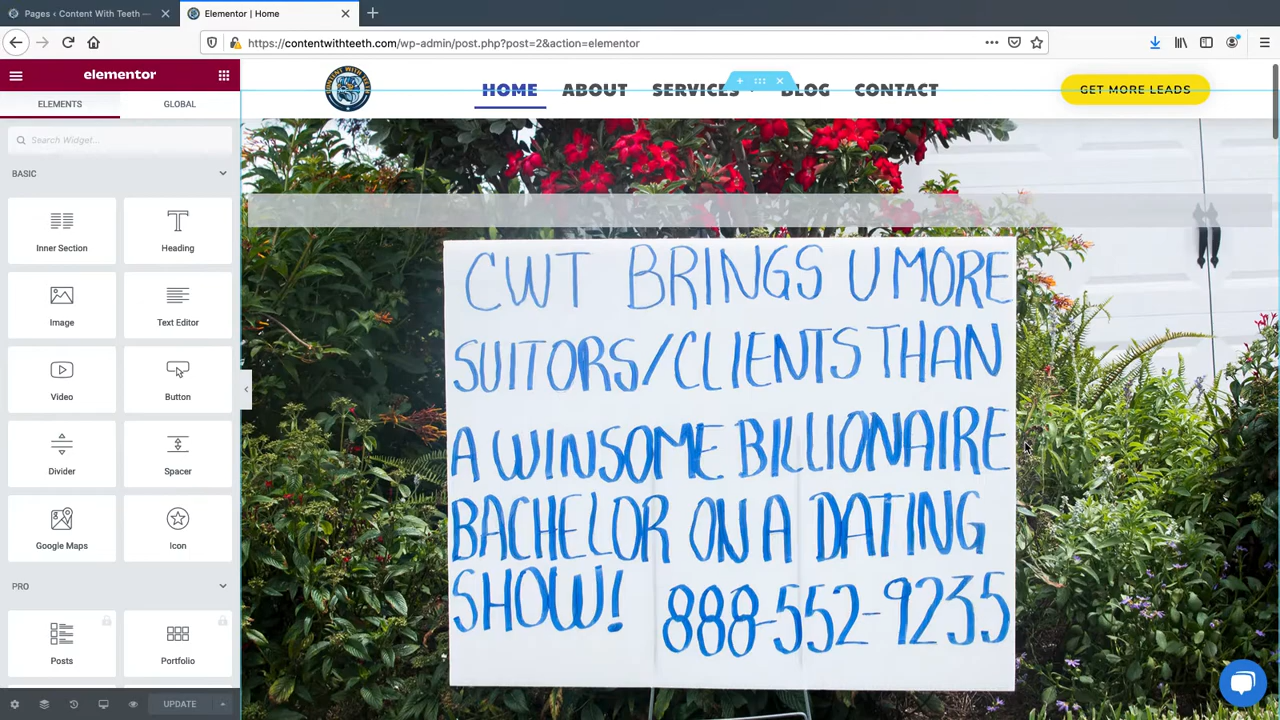 Pages ‹ Content With Teeth —
Elementor | Home
https://contentwithteeth.com/wp-admin/post.php?post=2&action=elementor
elementor
ELEMENTS
GLOBAL
Search Widget...
BASIC
Inner Section
Heading
Image
Text Editor
Video
Button
Divider
Spacer
Google Maps
Icon
PRO
Posts
Portfolio
UPDATE
HOME
ABOUT
SERVICES
BLOG
CONTACT
GET MORE LEADS
CWT BRINGS U MORE
SUITORS/CLIENTS THAN
A WINSOME BILLIONAIRE
BACHELOR ON A DATING
SHOW! 888-552-9235